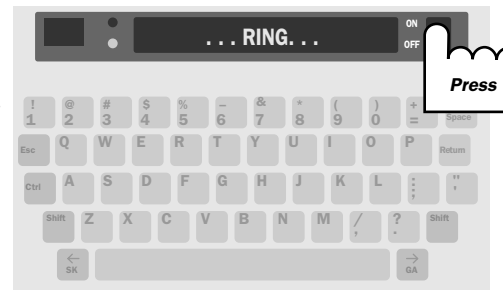 . . . RING. . .
ON
OFF
Press
! @ # $ % – & * ( ) +
1 2 3 4 5 6 7 8 9 0 = Space
Esc Q W E R T Y U I O P Return
Ctrl A S D F G H J K L : ; " '
Shift Z X C V B N M / , ? . Shift
← →
SK GA